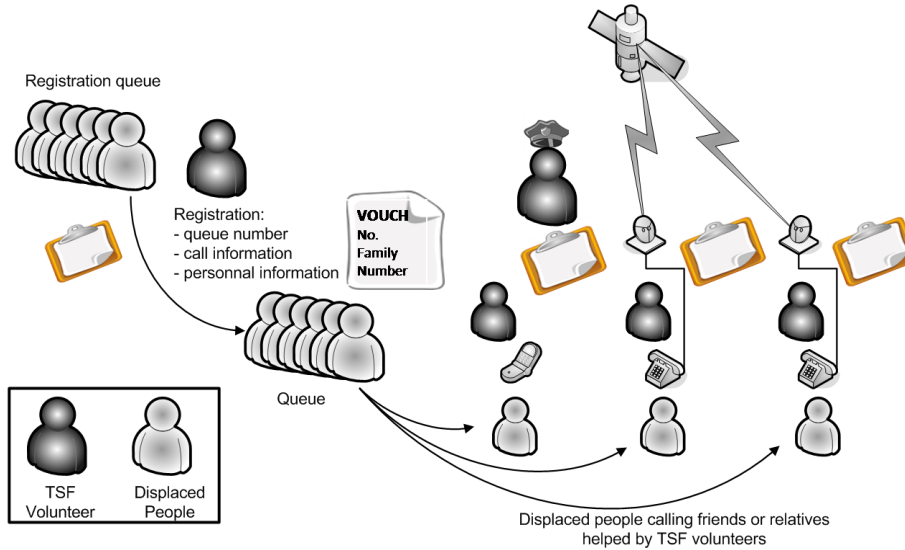 Registration queue
Registration:
- queue number
- call information
- personnal information
VOUCH
No.
Family
Number
Queue
TSF
Volunteer
Displaced
People
Displaced people calling friends or relatives
helped by TSF volunteers